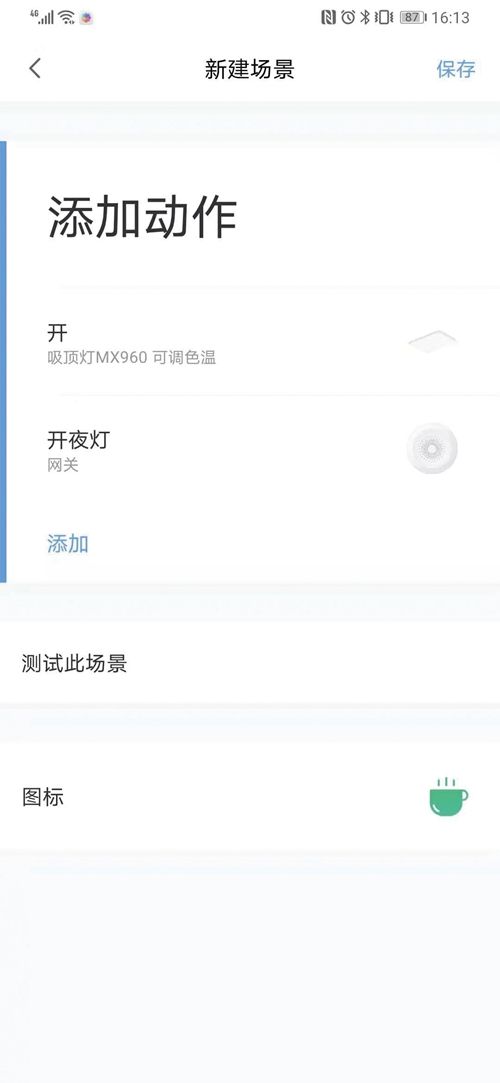 4G 87 16:13
新建场景 保存
添加动作
开
吸顶灯MX960 可调色温
开夜灯
网关
添加
测试此场景
图标